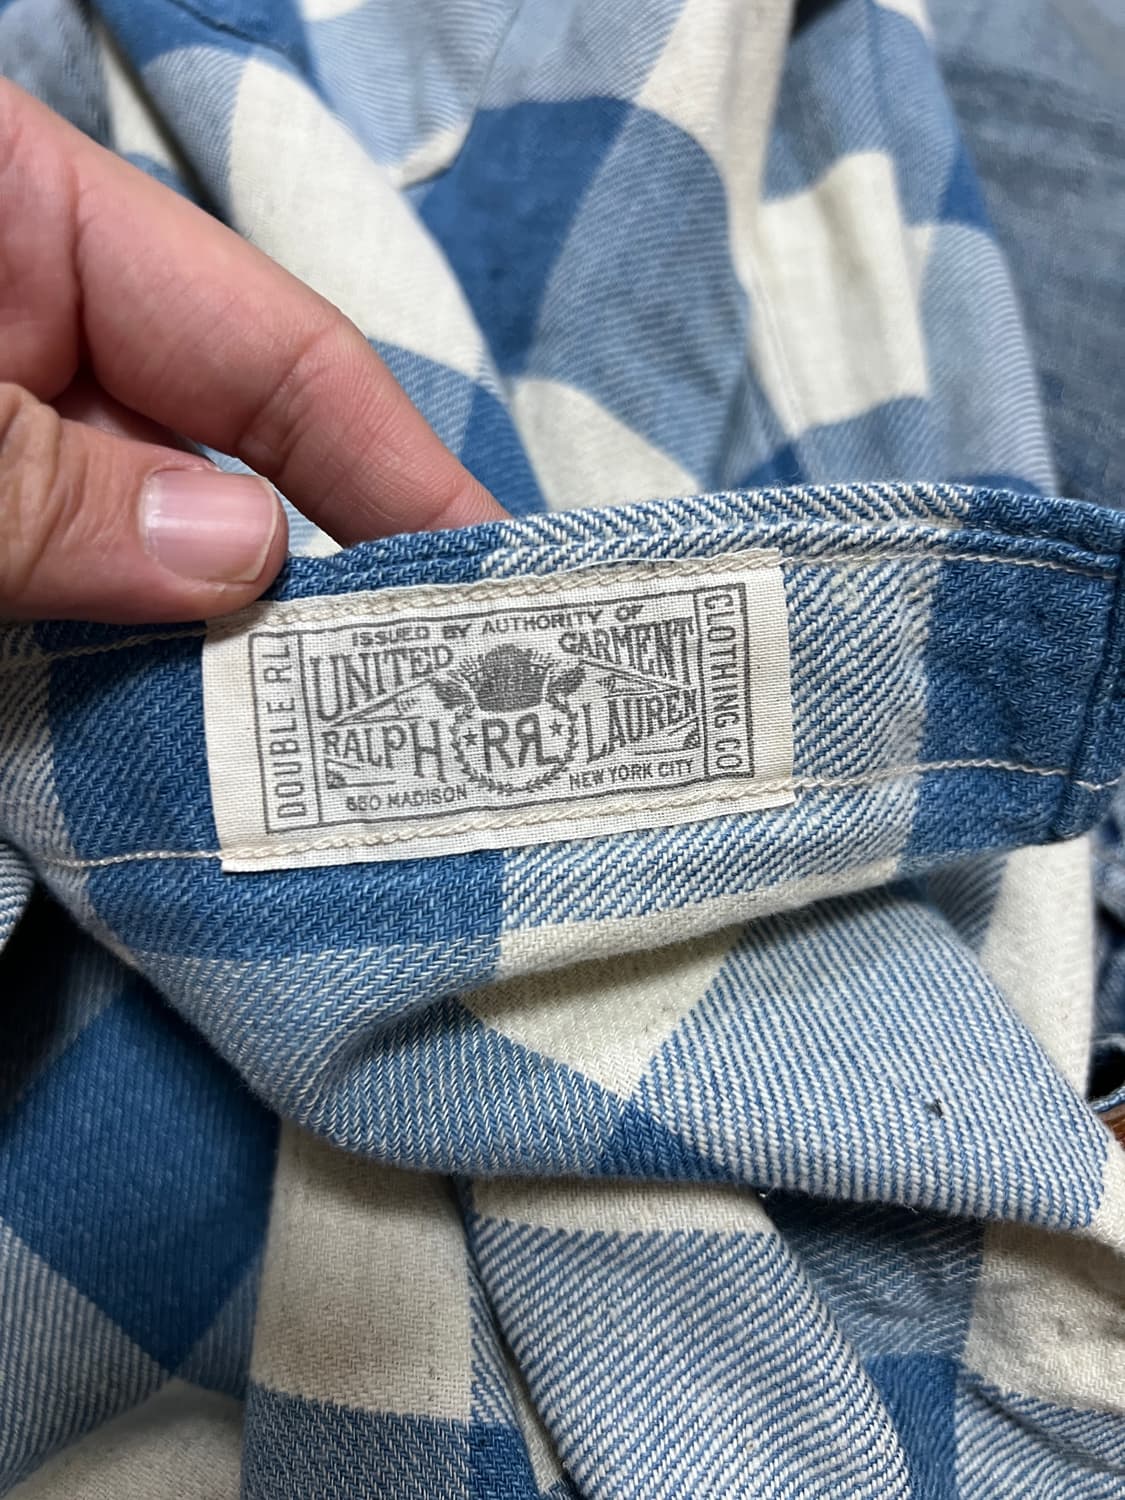 ISSUED BY AUTHORITY OF
UNITED GARMENT
RALPH RRL LAUREN
650 MADISON NEW YORK CITY
DOUBLE RL
CLOTHING CO